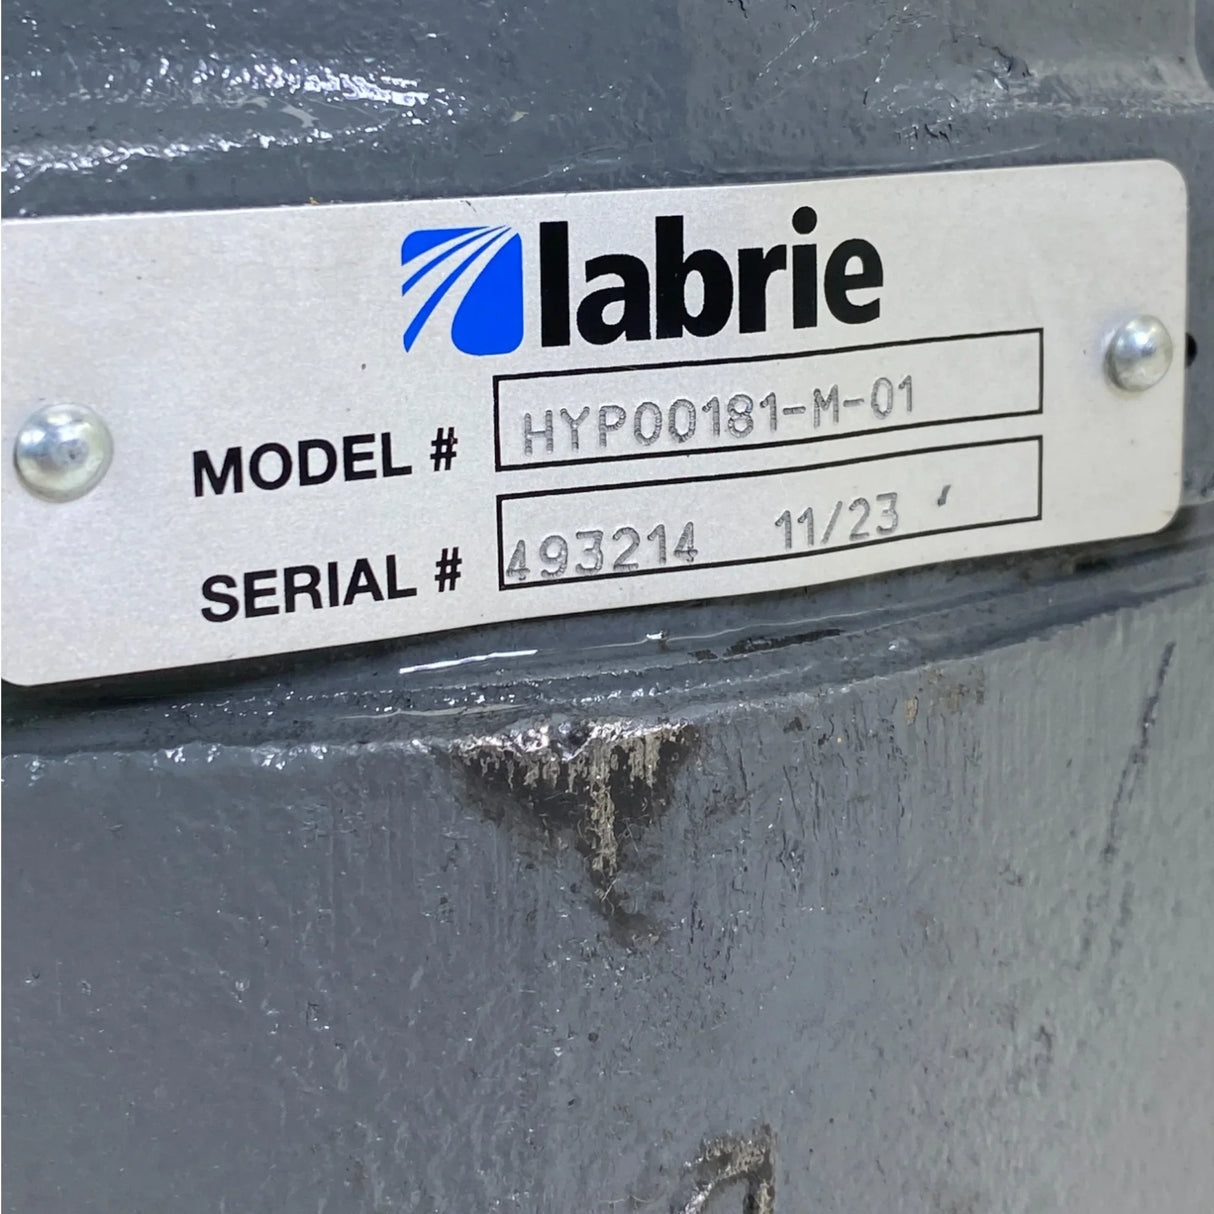 labrie
MODEL # HYP00181-M-01
SERIAL # 493214 11/23